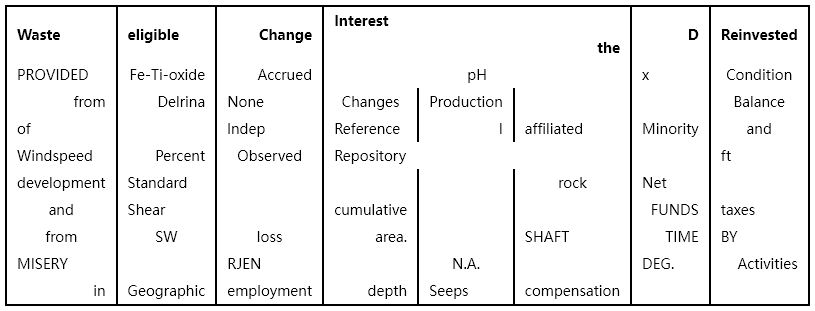 Waste eligible Change Interest the D Reinvested
PROVIDED Fe-Ti-oxide Accrued pH x Condition
from Delrina None Changes Production Balance
of Indep Reference I affiliated Minority and
Windspeed Percent Observed Repository ft
development Standard rock Net
and Shear cumulative FUNDS taxes
from SW loss area. SHAFT TIME BY
MISERY RJEN N.A. DEG. Activities
in Geographic employment depth Seeps compensation